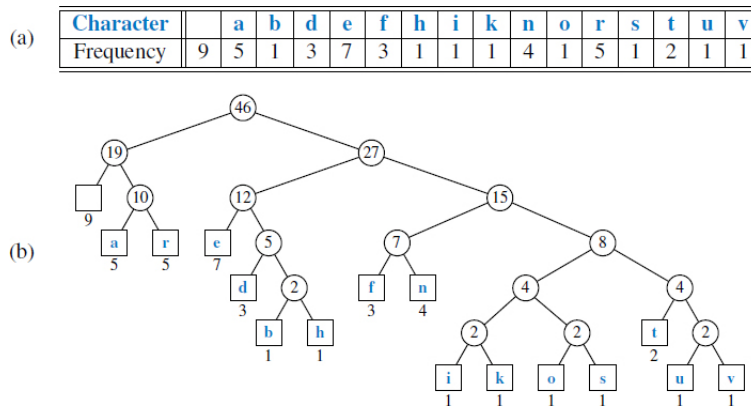 (a) Character a b d e f h i k n o r s t u v
Frequency 9 5 1 3 7 3 1 1 1 4 1 5 1 2 1 1
46
19 27
10 12 15
9
a r e 5 7 8
5 5 7
d 2 f n 4 4
3 3 4
b h 2 2 t 2
1 1 2
i k o s u v
1 1 1 1 1 1
(b)